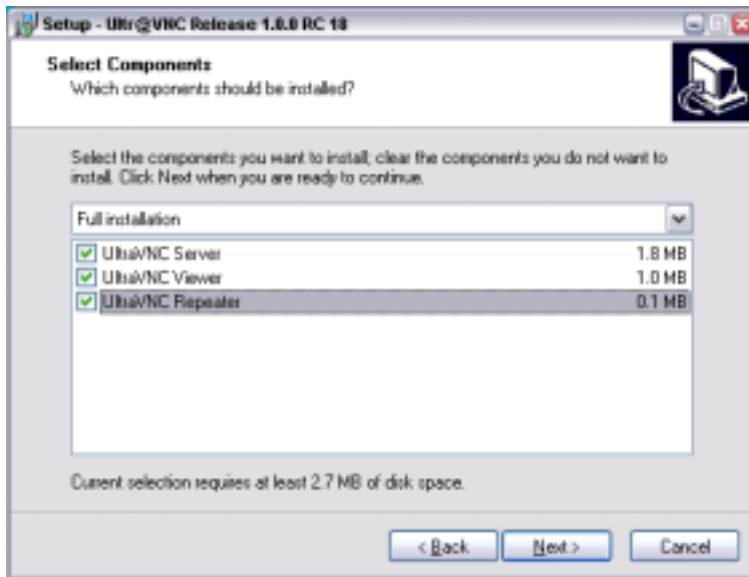 Setup - Ultr@VNC Release 1.0.0 RC 18
Select Components
Which components should be installed?
Select the components you want to install; clear the components you do not want to
install. Click Next when you are ready to continue.
Full installation
UltraVNC Server 1.8 MB
UltraVNC Viewer 1.0 MB
UltraVNC Repeater 0.1 MB
Current selection requires at least 2.7 MB of disk space.
< Back Next > Cancel